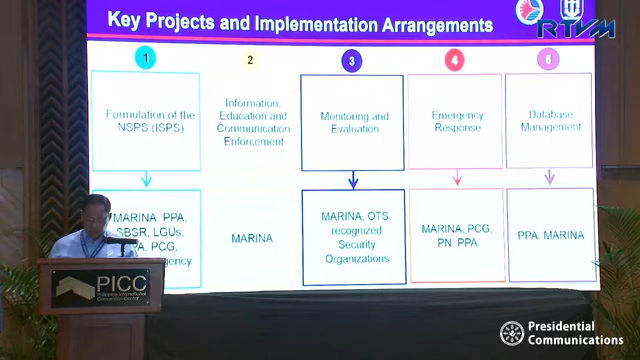 Key Projects and Implementation Arrangements
RTVM
1
2
3
4
5
Formulation of the
NSPS (ISPS)
Information,
Education and
Communication
Enforcement
Monitoring and
Evaluation
Emergency
Response
Database
Management
MARINA, PPA,
SBSR, LGUs,
PCG,
MARINA
MARINA, OTS,
recognized
Security
Organizations
MARINA, PCG,
PN, PPA
PPA, MARINA
PICC
Philippine International
Convention Center
Presidential
Communications